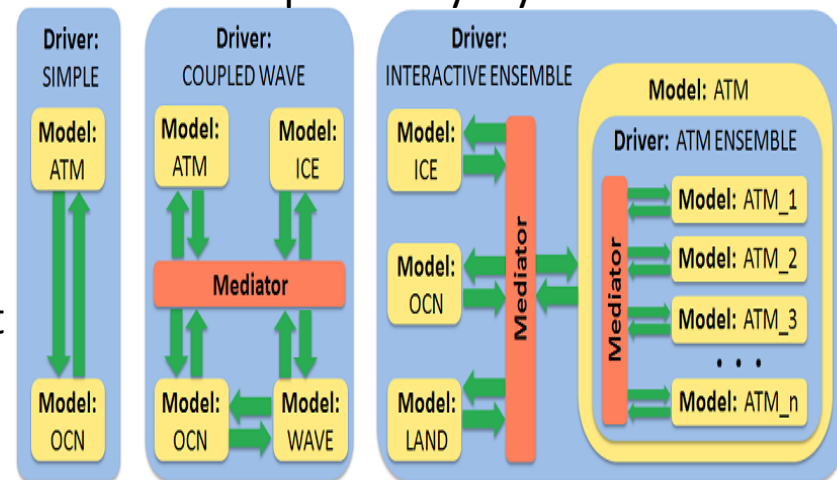 Driver:
SIMPLE
Model:
ATM
Model:
OCN
Driver:
COUPLED WAVE
Model:
ATM
Model:
ICE
Mediator
Model:
OCN
Model:
WAVE
Driver:
INTERACTIVE ENSEMBLE
Model:
ICE
Model:
OCN
Model:
LAND
Mediator
Model: ATM
Driver: ATM ENSEMBLE
Mediator
Model: ATM_1
Model: ATM_2
Model: ATM_3
. . .
Model: ATM_n